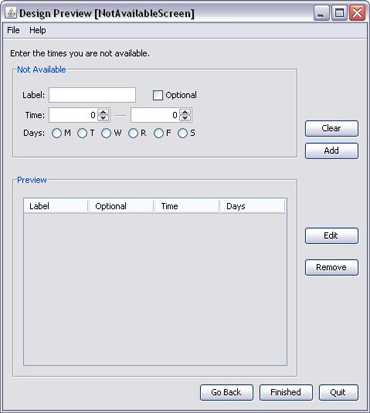 Design Preview [NotAvailableScreen]
File Help
Enter the times you are not available.
Not Available
Label: Optional
Time: 0 — 0
Days: M T W R F S
Clear
Add
Preview
Label Optional Time Days
Edit
Remove
Go Back Finished Quit